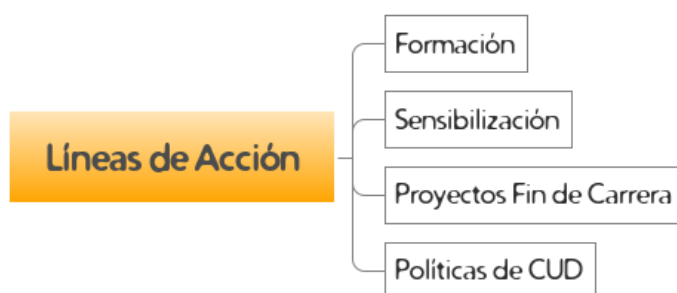 Líneas de Acción
Formación
Sensibilización
Proyectos Fin de Carrera
Políticas de CUD